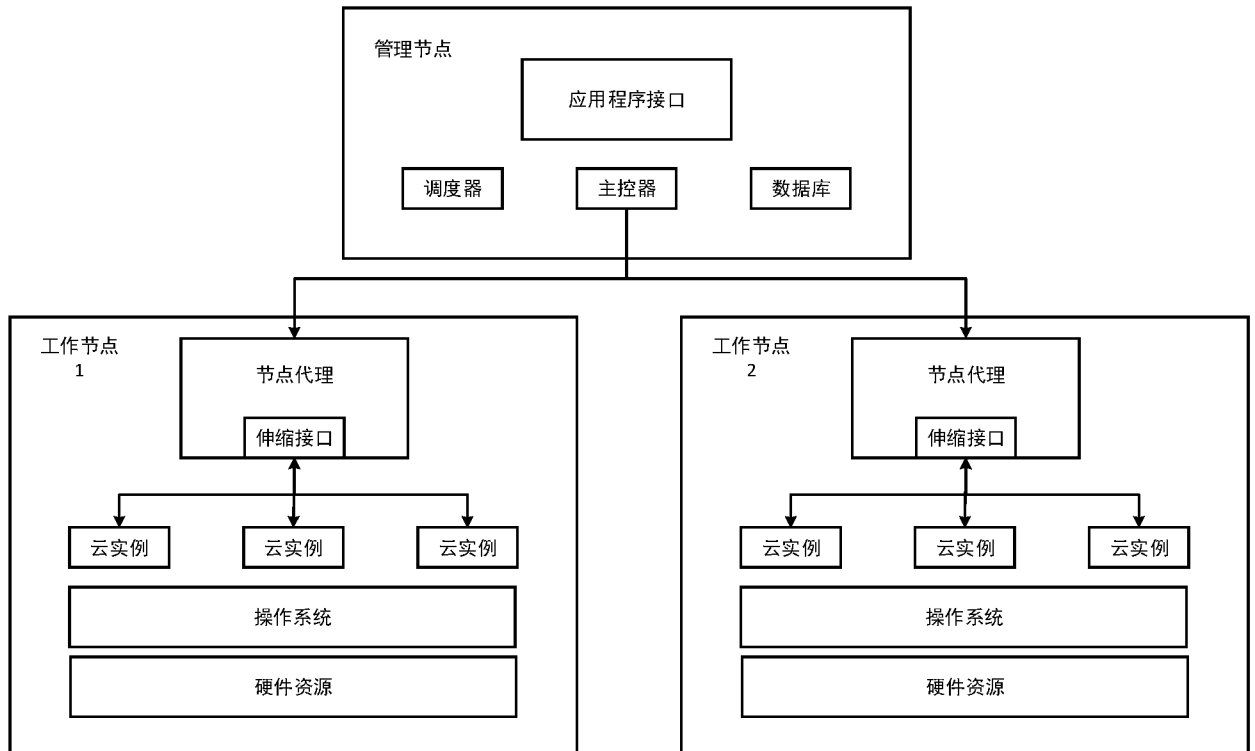 管理节点
应用程序接口
调度器
主控器
数据库
工作节点
1
节点代理
伸缩接口
云实例
云实例
云实例
操作系统
硬件资源
工作节点
2
节点代理
伸缩接口
云实例
云实例
云实例
操作系统
硬件资源